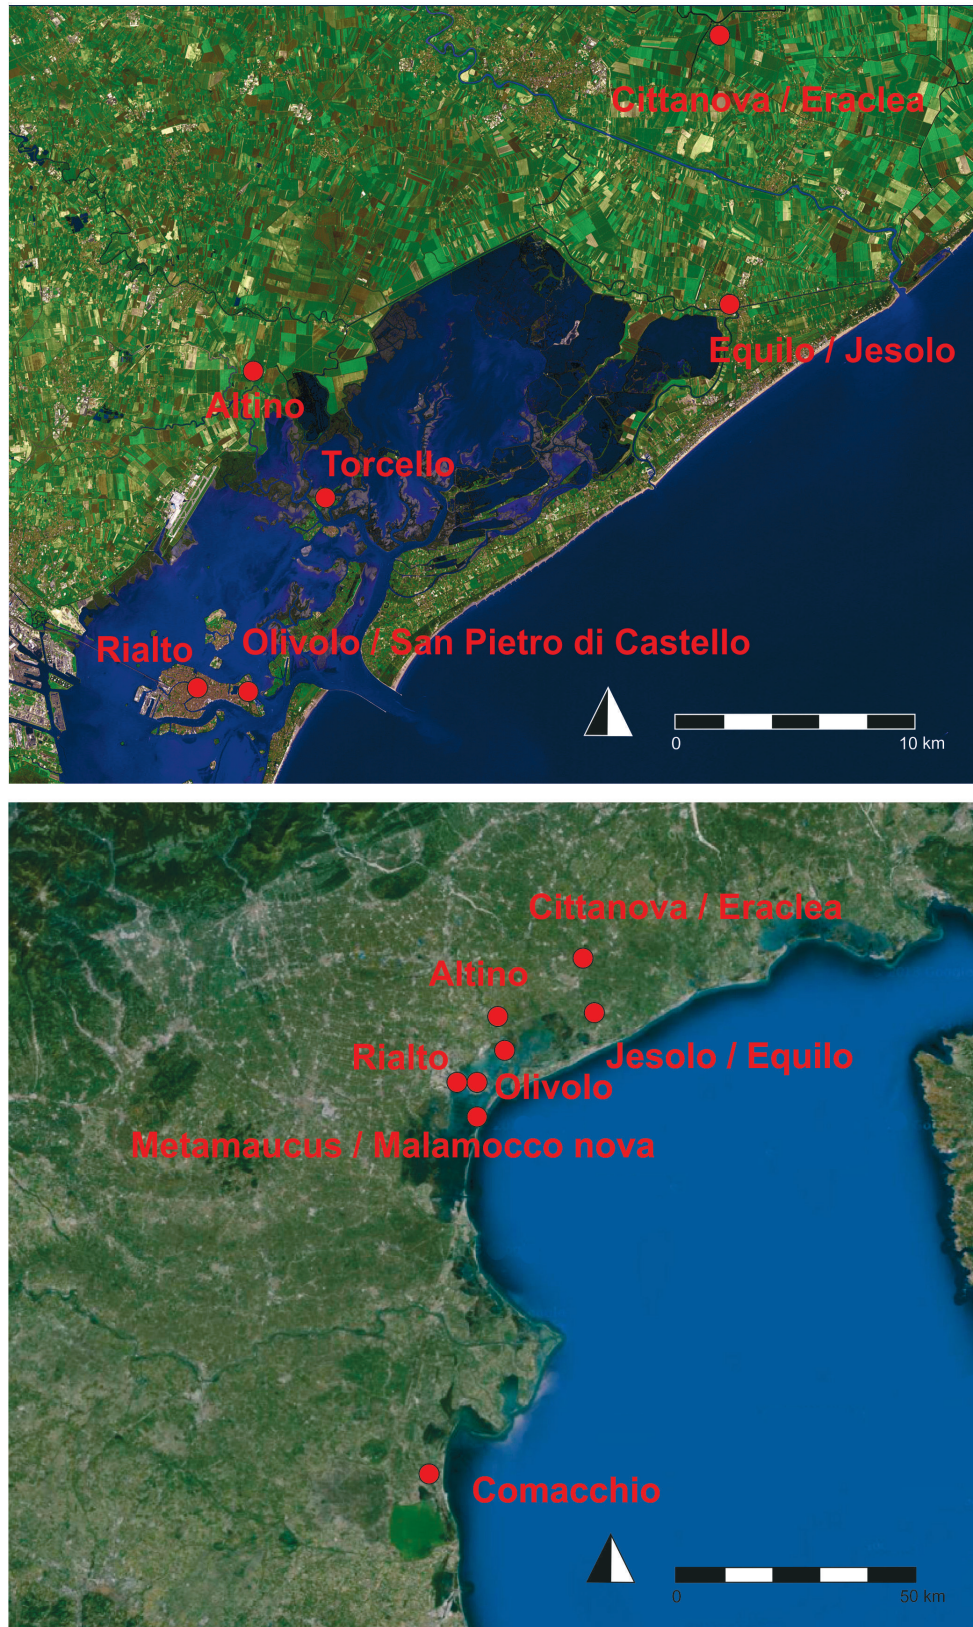 Cittanova / Eraclea
Equilo / Jesolo
Altino
Torcello
Olivolo / San Pietro di Castello
Rialto
0 10 km
Cittanova / Eraclea
Altino
Rialto
Jesolo / Equilo
Olivolo
Metamaucus / Malamocco nova
Comacchio
0 50 km